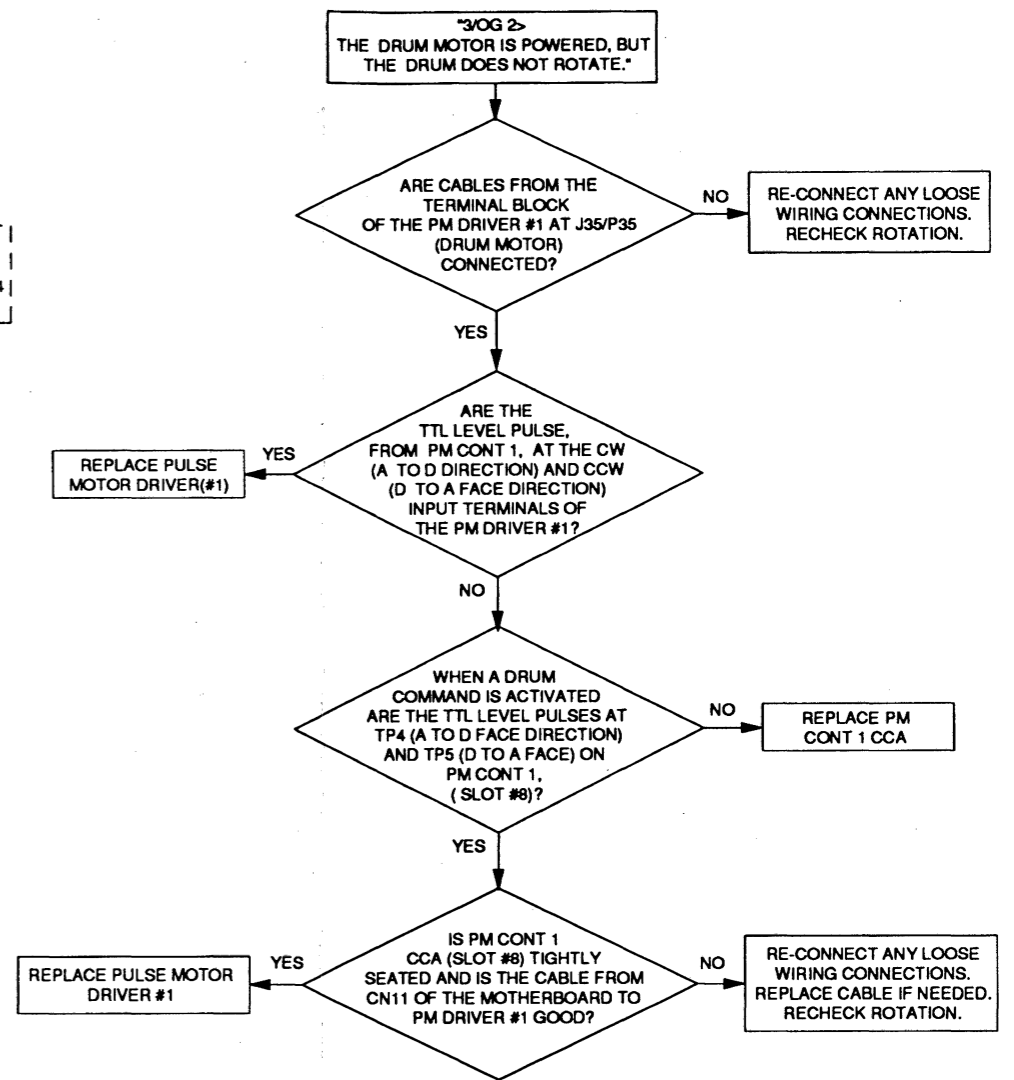 "3/OG 2>
THE DRUM MOTOR IS POWERED, BUT
THE DRUM DOES NOT ROTATE."
ARE CABLES FROM THE
TERMINAL BLOCK
OF THE PM DRIVER #1 AT J35/P35
(DRUM MOTOR)
CONNECTED?
NO
RE-CONNECT ANY LOOSE
WIRING CONNECTIONS.
RECHECK ROTATION.
4
YES
ARE THE
TTL LEVEL PULSE,
FROM PM CONT 1, AT THE CW
(A TO D DIRECTION) AND CCW
(D TO A FACE DIRECTION)
INPUT TERMINALS OF
THE PM DRIVER #1?
YES
REPLACE PULSE
MOTOR DRIVER(#1)
NO
WHEN A DRUM
COMMAND IS ACTIVATED
ARE THE TTL LEVEL PULSES AT
TP4 (A TO D FACE DIRECTION)
AND TP5 (D TO A FACE) ON
PM CONT 1,
( SLOT #8)?
NO
REPLACE PM
CONT 1 CCA
YES
IS PM CONT 1
CCA (SLOT #8) TIGHTLY
SEATED AND IS THE CABLE FROM
CN11 OF THE MOTHERBOARD TO
PM DRIVER #1 GOOD?
YES
REPLACE PULSE MOTOR
DRIVER #1
NO
RE-CONNECT ANY LOOSE
WIRING CONNECTIONS.
REPLACE CABLE IF NEEDED.
RECHECK ROTATION.